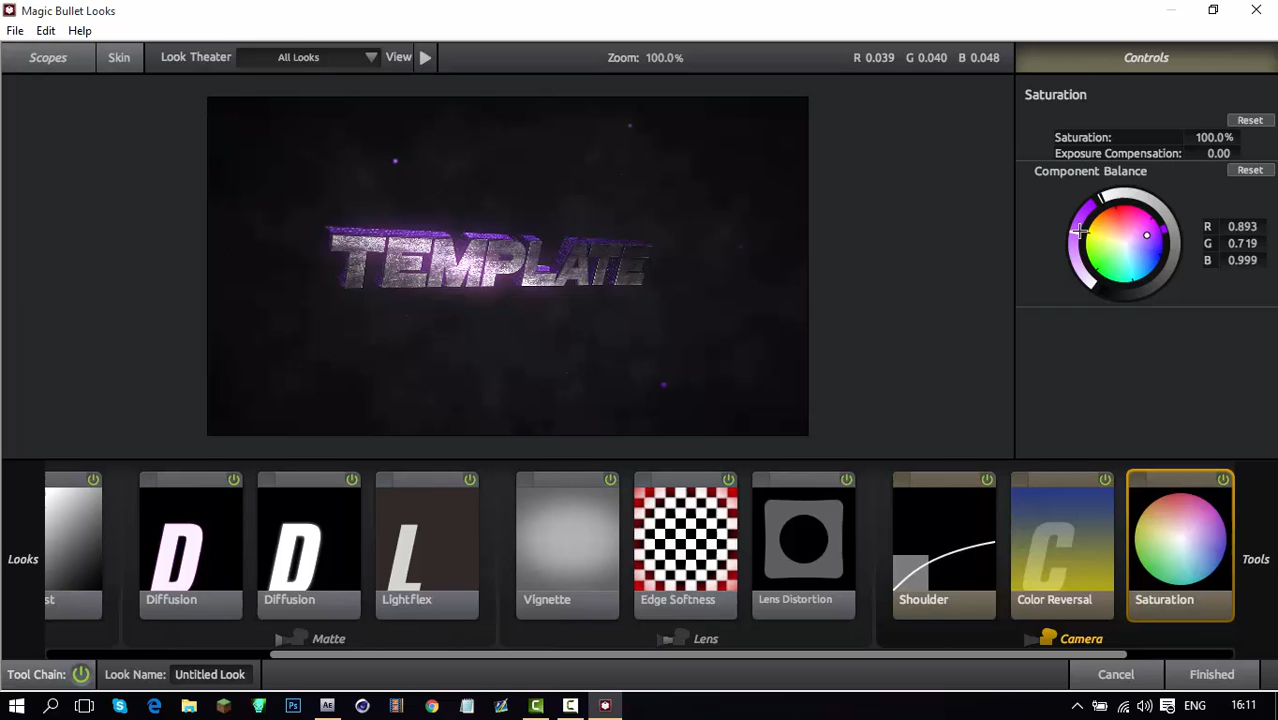 Magic Bullet Looks
File Edit Help
Scopes Skin Look Theater All Looks View Zoom: 100.0% R 0.039 G 0.040 B 0.048 Controls
Saturation
Reset
Saturation: 100.0%
Exposure Compensation: 0.00
Component Balance Reset
R 0.893
G 0.719
B 0.999
TEMPLATE
Looks
Tools
D D L C
st Diffusion Diffusion Lightflex Vignette Edge Softness Lens Distortion Shoulder Color Reversal Saturation
Matte Lens Camera
Tool Chain: Look Name: Untitled Look Cancel Finished
Ps AE C C ENG 16:11